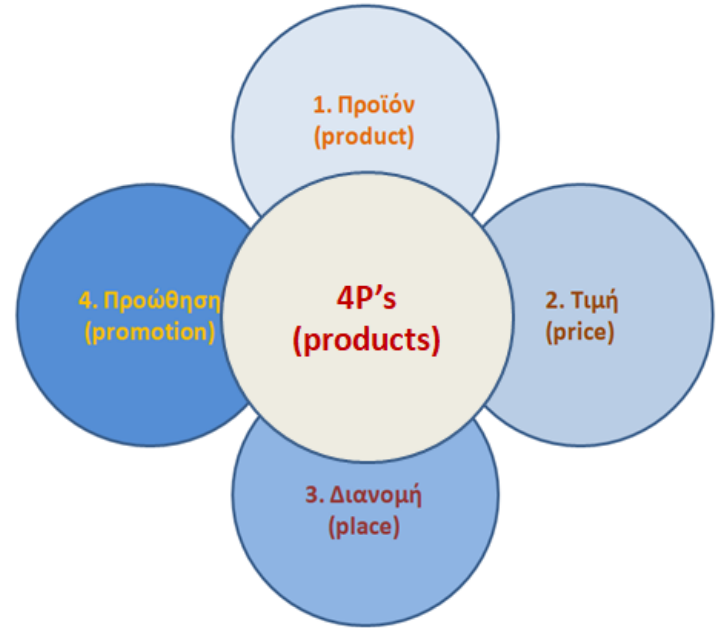 1. Προϊόν
(product)
4P’s
(products)
2. Τιμή
(price)
3. Διανομή
(place)
4. Προώθηση
(promotion)